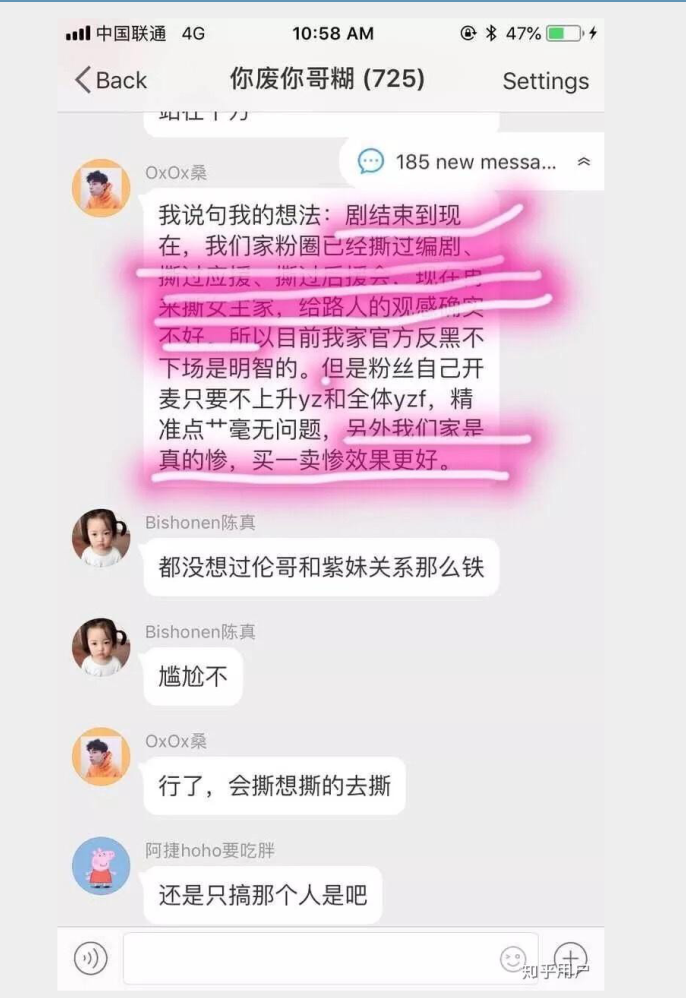 中国联通 4G 10:58 AM 47%
Back 你废你哥糊 (725) Settings
185 new messa...
OxOx桑
我说句我的想法：剧结束到现
在，我们家粉圈已经撕过编剧、
撕过应援、撕过后援会，现在再
来撕女主家，给路人的观感确实
不好。所以目前我家官方反黑不
下场是明智的。但是粉丝自己开
麦只要不上升yz和全体yzf，精
准点艹毫无问题，另外我们家是
真的惨，买一卖惨效果更好。
Bishonen陈真
都没想过伦哥和紫妹关系那么铁
Bishonen陈真
尴尬不
OxOx桑
行了，会撕想撕的去撕
阿捷hoho要吃胖
还是只搞那个人是吧
知乎用户